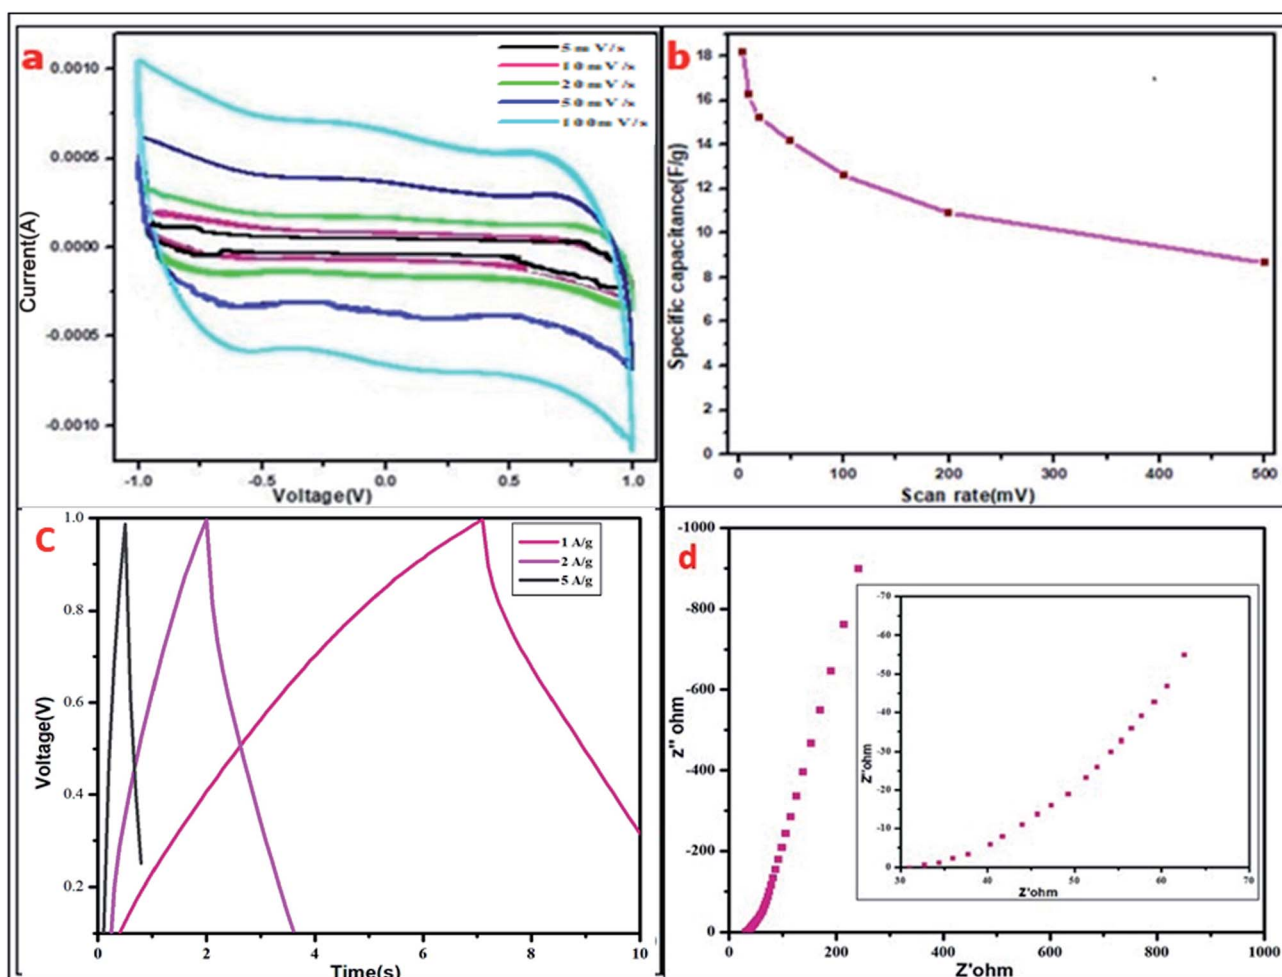 a
5 m V/s
10 m V/s
20 m V/s
50 m V/s
100m V/s
Current(A)
0.0010
0.0005
0.0000
-0.0005
-0.0010
-1.0 -0.5 0.0 0.5 1.0
Voltage(V)
b
Specific capacitance(F/g)
18
16
14
12
10
8
6
4
2
0
0 100 200 300 400 500
Scan rate(mV)
c
1 A/g
2 A/g
5 A/g
Voltage(V)
1.0
0.8
0.6
0.4
0.2
0 2 4 6 8 10
Time(s)
d
z'' ohm
-1000
-800
-600
-400
-200
0
0 200 400 600 800 1000
Z'ohm
Z''ohm
-70
-60
-50
-40
-30
-20
-10
0
30 40 50 60 70
Z'ohm